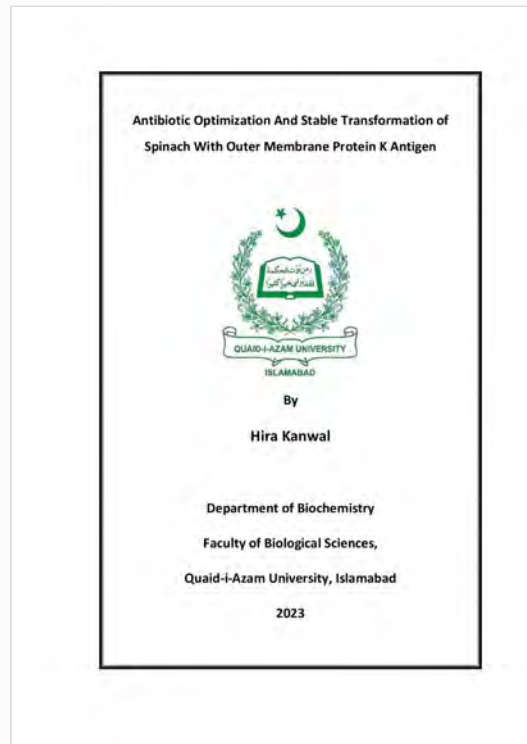 Antibiotic Optimization And Stable Transformation of
Spinach With Outer Membrane Protein K Antigen
QUAID-I-AZAM UNIVERSITY
ISLAMABAD
By
Hira Kanwal
Department of Biochemistry
Faculty of Biological Sciences,
Quaid-i-Azam University, Islamabad
2023